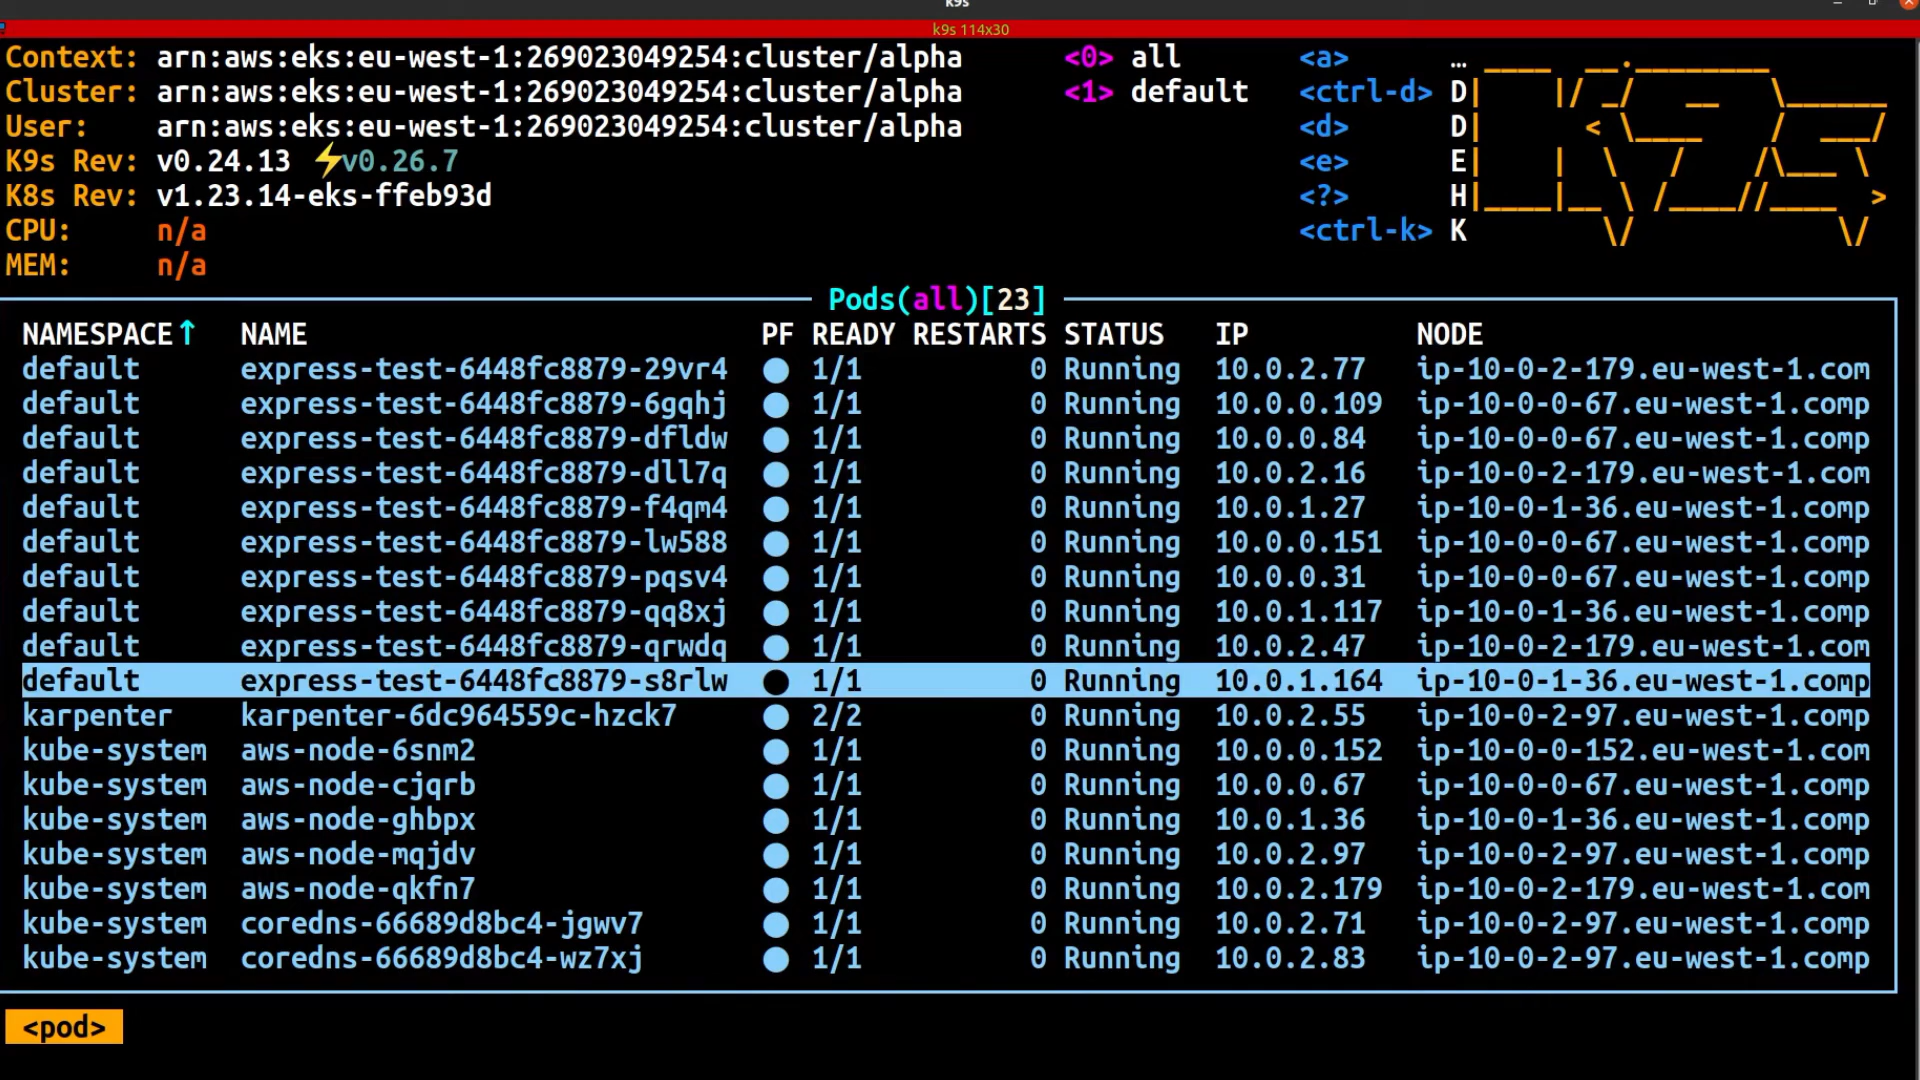 k9s
k9s 114x30
Context: arn:aws:eks:eu-west-1:269023049254:cluster/alpha <0> all <a> …
Cluster: arn:aws:eks:eu-west-1:269023049254:cluster/alpha <1> default <ctrl-d> D
User: arn:aws:eks:eu-west-1:269023049254:cluster/alpha <d> D
K9s Rev: v0.24.13 ⚡v0.26.7 <e> E
K8s Rev: v1.23.14-eks-ffeb93d <?> H
CPU: n/a <ctrl-k> K
MEM: n/a
Pods(all)[23]
NAMESPACE↑ NAME PF READY RESTARTS STATUS IP NODE
default express-test-6448fc8879-29vr4 ● 1/1 0 Running 10.0.2.77 ip-10-0-2-179.eu-west-1.com
default express-test-6448fc8879-6gqhj ● 1/1 0 Running 10.0.0.109 ip-10-0-0-67.eu-west-1.comp
default express-test-6448fc8879-dfldw ● 1/1 0 Running 10.0.0.84 ip-10-0-0-67.eu-west-1.comp
default express-test-6448fc8879-dll7q ● 1/1 0 Running 10.0.2.16 ip-10-0-2-179.eu-west-1.com
default express-test-6448fc8879-f4qm4 ● 1/1 0 Running 10.0.1.27 ip-10-0-1-36.eu-west-1.comp
default express-test-6448fc8879-lw588 ● 1/1 0 Running 10.0.0.151 ip-10-0-0-67.eu-west-1.comp
default express-test-6448fc8879-pqsv4 ● 1/1 0 Running 10.0.0.31 ip-10-0-0-67.eu-west-1.comp
default express-test-6448fc8879-qq8xj ● 1/1 0 Running 10.0.1.117 ip-10-0-1-36.eu-west-1.comp
default express-test-6448fc8879-qrwdq ● 1/1 0 Running 10.0.2.47 ip-10-0-2-179.eu-west-1.com
default express-test-6448fc8879-s8rlw ● 1/1 0 Running 10.0.1.164 ip-10-0-1-36.eu-west-1.comp
karpenter karpenter-6dc964559c-hzck7 ● 2/2 0 Running 10.0.2.55 ip-10-0-2-97.eu-west-1.comp
kube-system aws-node-6snm2 ● 1/1 0 Running 10.0.0.152 ip-10-0-0-152.eu-west-1.com
kube-system aws-node-cjqrb ● 1/1 0 Running 10.0.0.67 ip-10-0-0-67.eu-west-1.comp
kube-system aws-node-ghbpx ● 1/1 0 Running 10.0.1.36 ip-10-0-1-36.eu-west-1.comp
kube-system aws-node-mqjdv ● 1/1 0 Running 10.0.2.97 ip-10-0-2-97.eu-west-1.comp
kube-system aws-node-qkfn7 ● 1/1 0 Running 10.0.2.179 ip-10-0-2-179.eu-west-1.com
kube-system coredns-66689d8bc4-jgwv7 ● 1/1 0 Running 10.0.2.71 ip-10-0-2-97.eu-west-1.comp
kube-system coredns-66689d8bc4-wz7xj ● 1/1 0 Running 10.0.2.83 ip-10-0-2-97.eu-west-1.comp
<pod>